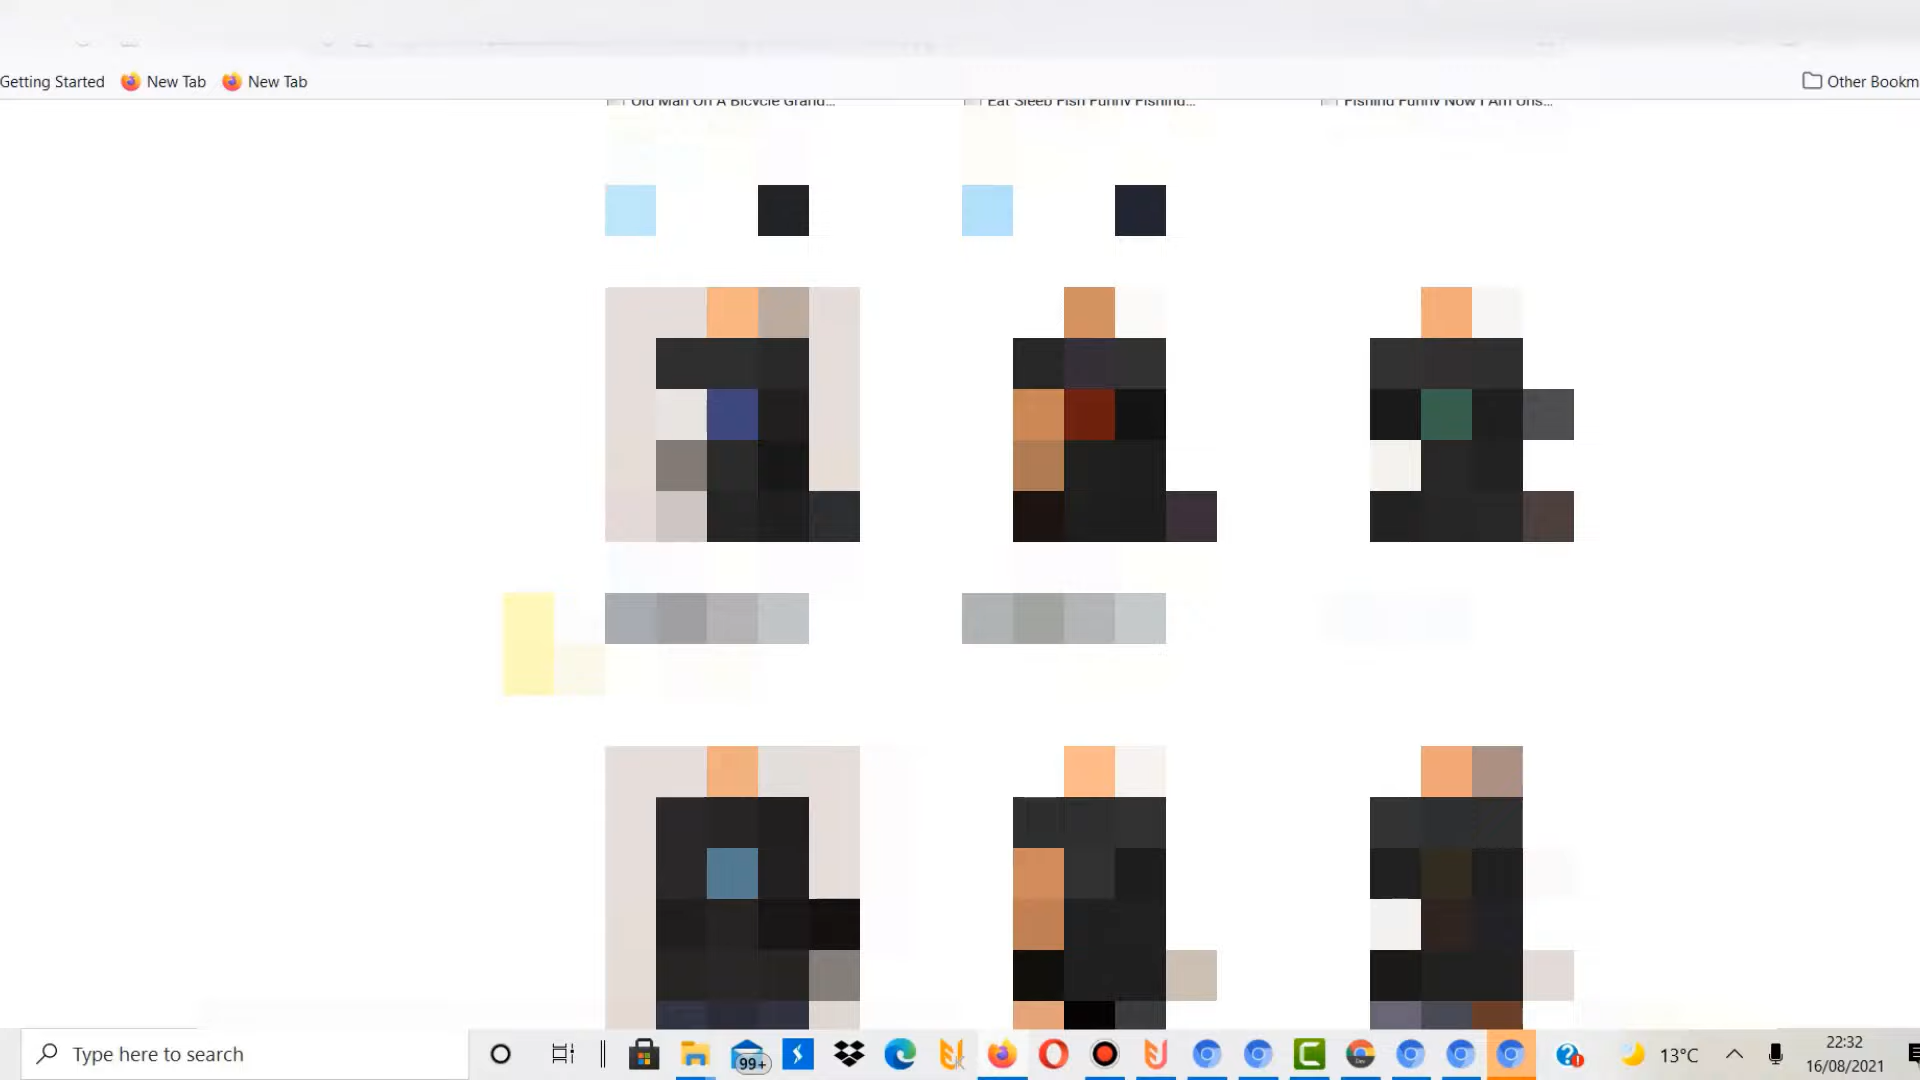 Getting Started New Tab New Tab Other Bookm
Old Man On A Bicycle Grand... Eat Sleep Fish Funny Fishing... Fishing Funny Now I Am Uns...
Type here to search
99+
13°C
22:32
16/08/2021